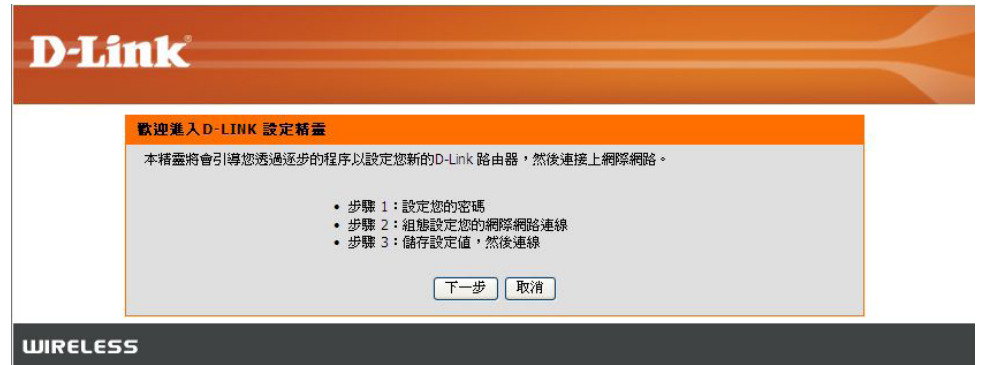 D-Link
歡迎進入D-LINK 設定精靈
本精靈將會引導您透過逐步的程序以設定您新的D-Link 路由器，然後連接上網際網路。
• 步驟 1：設定您的密碼
• 步驟 2：組態設定您的網際網路連線
• 步驟 3：儲存設定值，然後連線
下一步 取消
WIRELESS